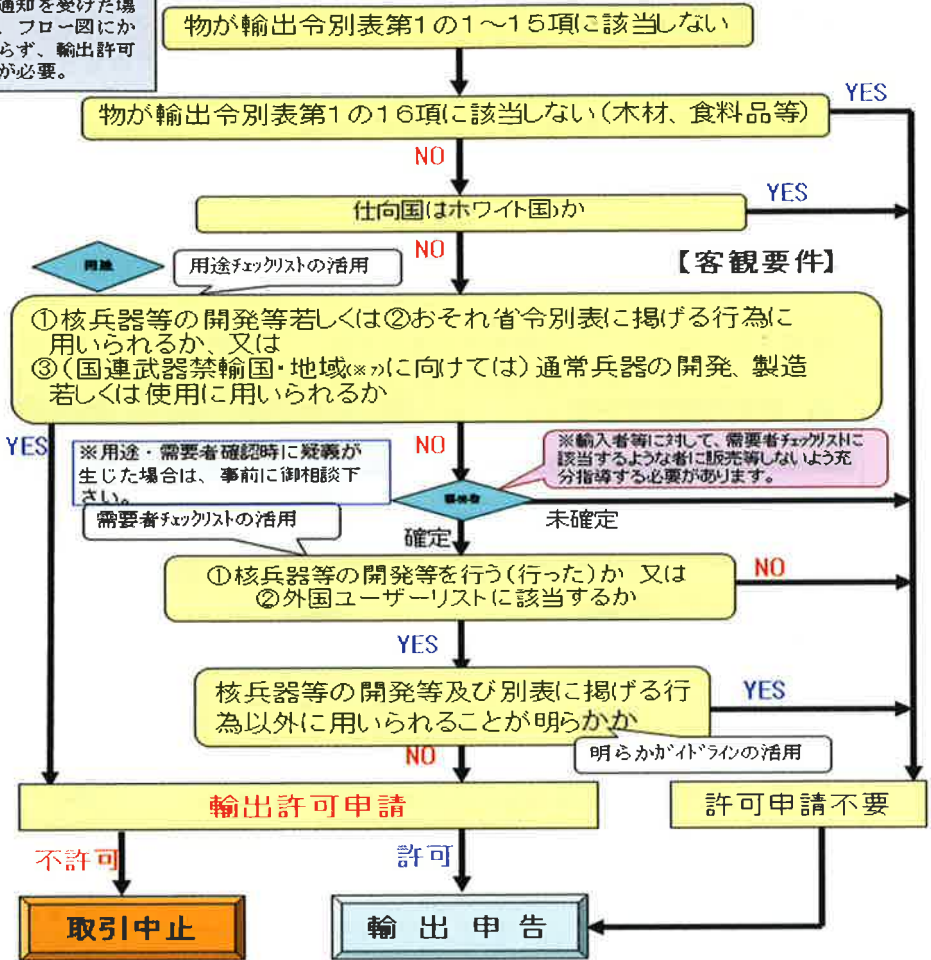 通知を受けた場
、フロー図にか
らず、輸出許可
が必要。
物が輸出令別表第1の1～15項に該当しない
物が輸出令別表第1の16項に該当しない(木材、食料品等)
YES
NO
仕向国はホワイト国か
YES
NO
【客観要件】
用途
用途チェックリストの活用
①核兵器等の開発等若しくは②おそれ省令別表に掲げる行為に
用いられるか、又は
③(国連武器禁輸国・地域(※7)に向けては)通常兵器の開発、製造
若しくは使用に用いられるか
YES
NO
※用途・需要者確認時に疑義が
生じた場合は、事前に御相談下
さい。
※輸入者等に対して、需要者チェックリストに
該当するような者に販売等しないよう充
分指導する必要があります。
需要者
需要者チェックリストの活用
未確定
確定
①核兵器等の開発等を行う(行った)か 又は
②外国ユーザーリストに該当するか
NO
YES
核兵器等の開発等及び別表に掲げる行
為以外に用いられることが明らかか
YES
明らかガイドラインの活用
NO
輸出許可申請
許可申請不要
不許可
許可
取引中止
輸出申告